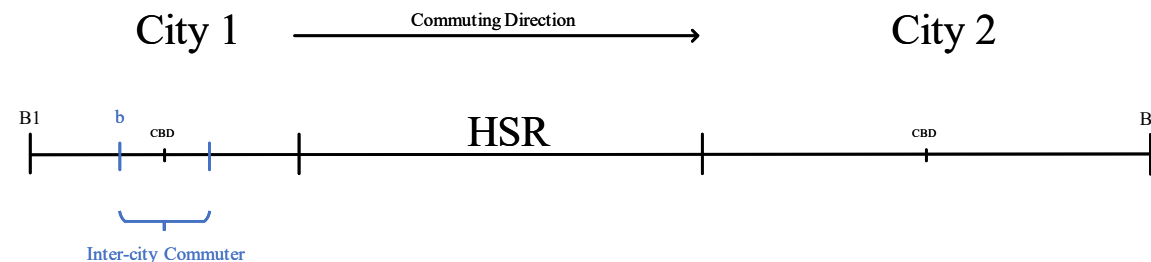 City 1
Commuting Direction
City 2
B1
b
CBD
HSR
CBD
B
Inter-city Commuter